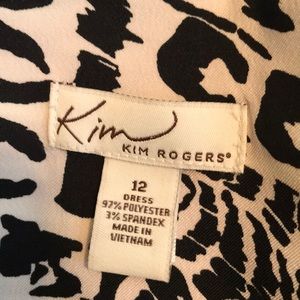 Kim
KIM ROGERS®
12
DRESS
97% POLYESTER
3% SPANDEX
MADE IN
VIETNAM